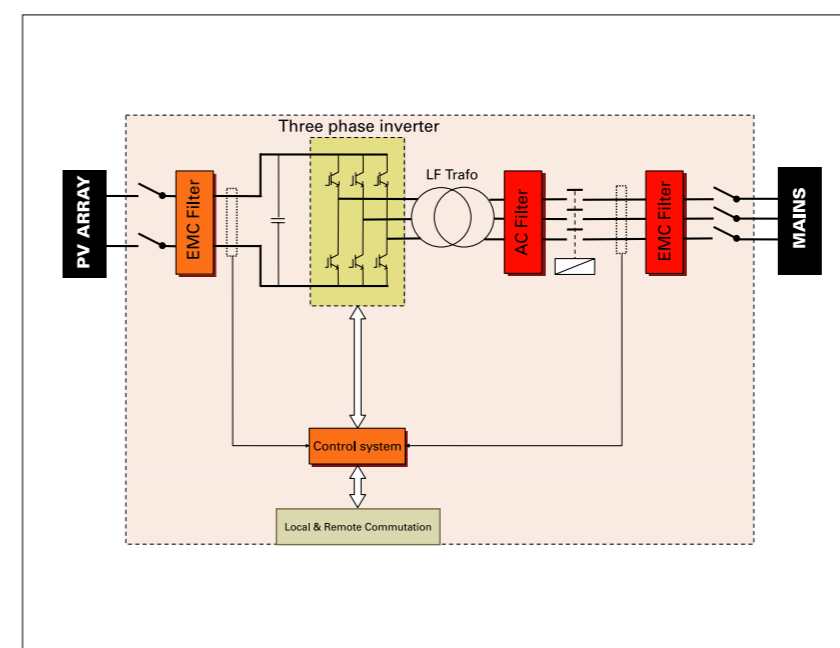 Three phase inverter
PV ARRAY
EMC Filter
LF Trafo
AC Filter
EMC Filter
MAINS
Control system
Local & Remote Commutation